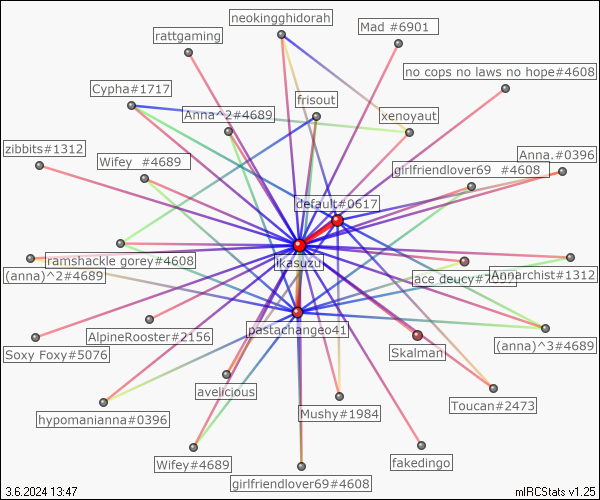 neokingghidorah
Mad #6901
rattgaming
no cops no laws no hope#4608
Cypha#1717
frisout
Anna^2#4689
xenoyaut
zibbits#1312
Wifey #4689
Anna.#0396
girlfriendlover69 #4608
default#0617
ikasuzu
ramshackle gorey#4608
(anna)^2#4689
ace deucy#
Annarchist#1312
pastachangeo41
AlpineRooster#2156
(anna)^3#4689
Soxy Foxy#5076
Skalman
avelicious
Toucan#2473
Mushy#1984
hypomanianna#0396
Wifey#4689
fakedingo
girlfriendlover69#4608
3.6.2024 13:47
mIRCStats v1.25